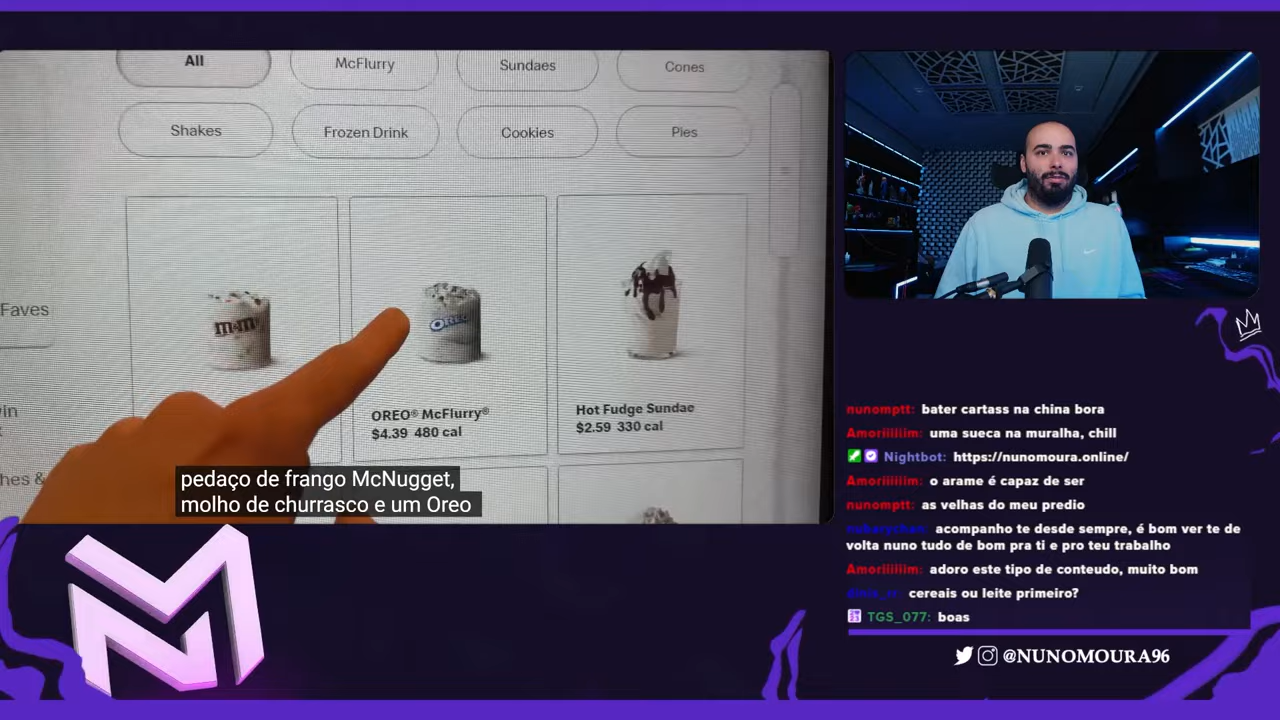 All
McFlurry
Sundaes
Cones
Shakes
Frozen Drink
Cookies
Pies
Faves
m&m's
OREO
OREO® McFlurry®
$4.39 480 cal
Hot Fudge Sundae
$2.59 330 cal
hes &
pedaço de frango McNugget,
molho de churrasco e um Oreo
nunomptt: bater cartass na china bora
Amoriiiiiim: uma sueca na muralha, chill
Nightbot: https://nunomoura.online/
Amoriiiiiim: o arame é capaz de ser
nunomptt: as velhas do meu predio
acompanho te desde sempre, é bom ver te de
volta nuno tudo de bom pra ti e pro teu trabalho
Amoriiiiiim: adoro este tipo de conteudo, muito bom
cereais ou leite primeiro?
TGS_077: boas
@NUNOMOURA96